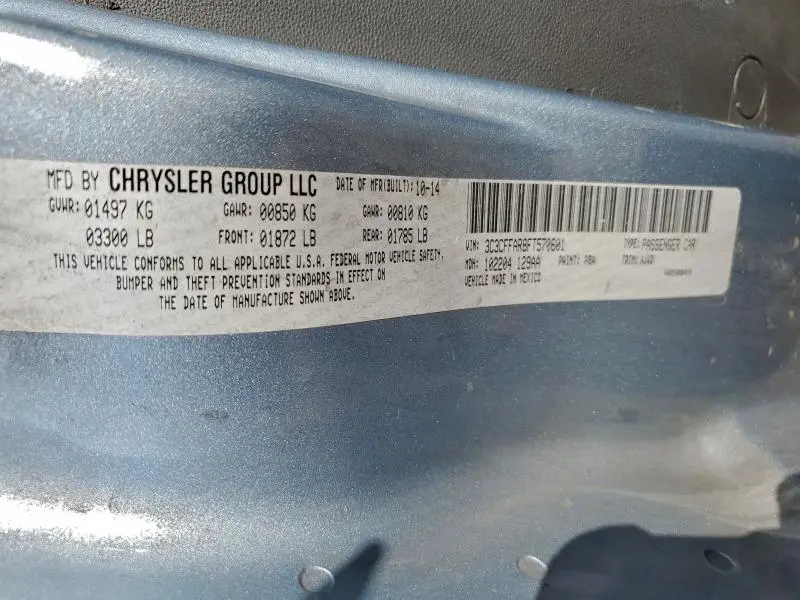 MFD BY CHRYSLER GROUP LLC DATE OF MFR(BUILT): 10-14
GVWR: 01497 KG GAWR: 00850 KG GAWR: 00810 KG
03300 LB FRONT: 01872 LB REAR: 01785 LB
THIS VEHICLE CONFORMS TO ALL APPLICABLE U.S.A. FEDERAL MOTOR VEHICLE SAFETY,
BUMPER AND THEFT PREVENTION STANDARDS IN EFFECT ON
THE DATE OF MANUFACTURE SHOWN ABOVE.
VIN: 3C3CFFAR8FT570601 TYPE: PASSENGER CAR
MDH: 102204 129AA PAINT: PBA TRIM:
VEHICLE MADE IN MEXICO